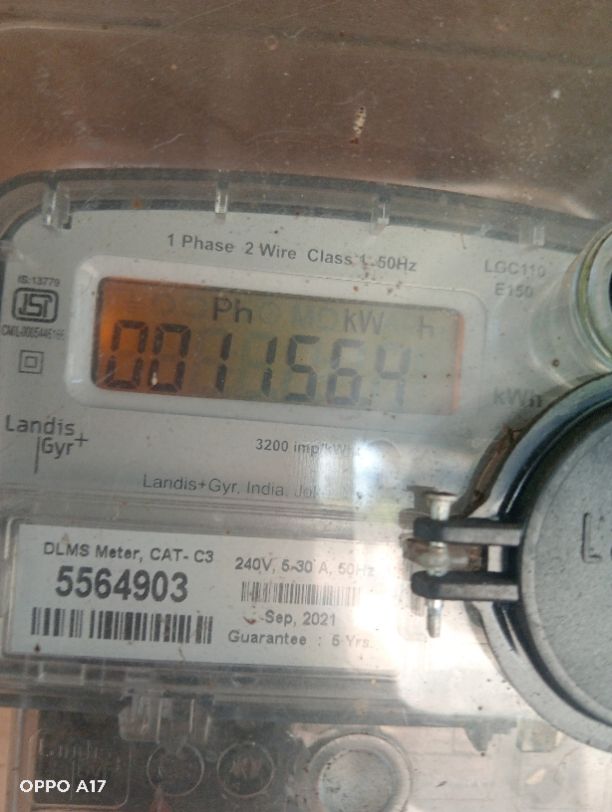 1 Phase 2 Wire Class 1 50Hz
LGC110
E150
IS:13779
ISI
Ph M kW h
0011564
kWh
Landis
Gyr+
3200 imp/kWh
Landis+Gyr, India,
DLMS Meter, CAT- C3
5564903
240V, 5-30 A, 50Hz
Sep, 2021
Guarantee : 5 Yrs.
OPPO A17